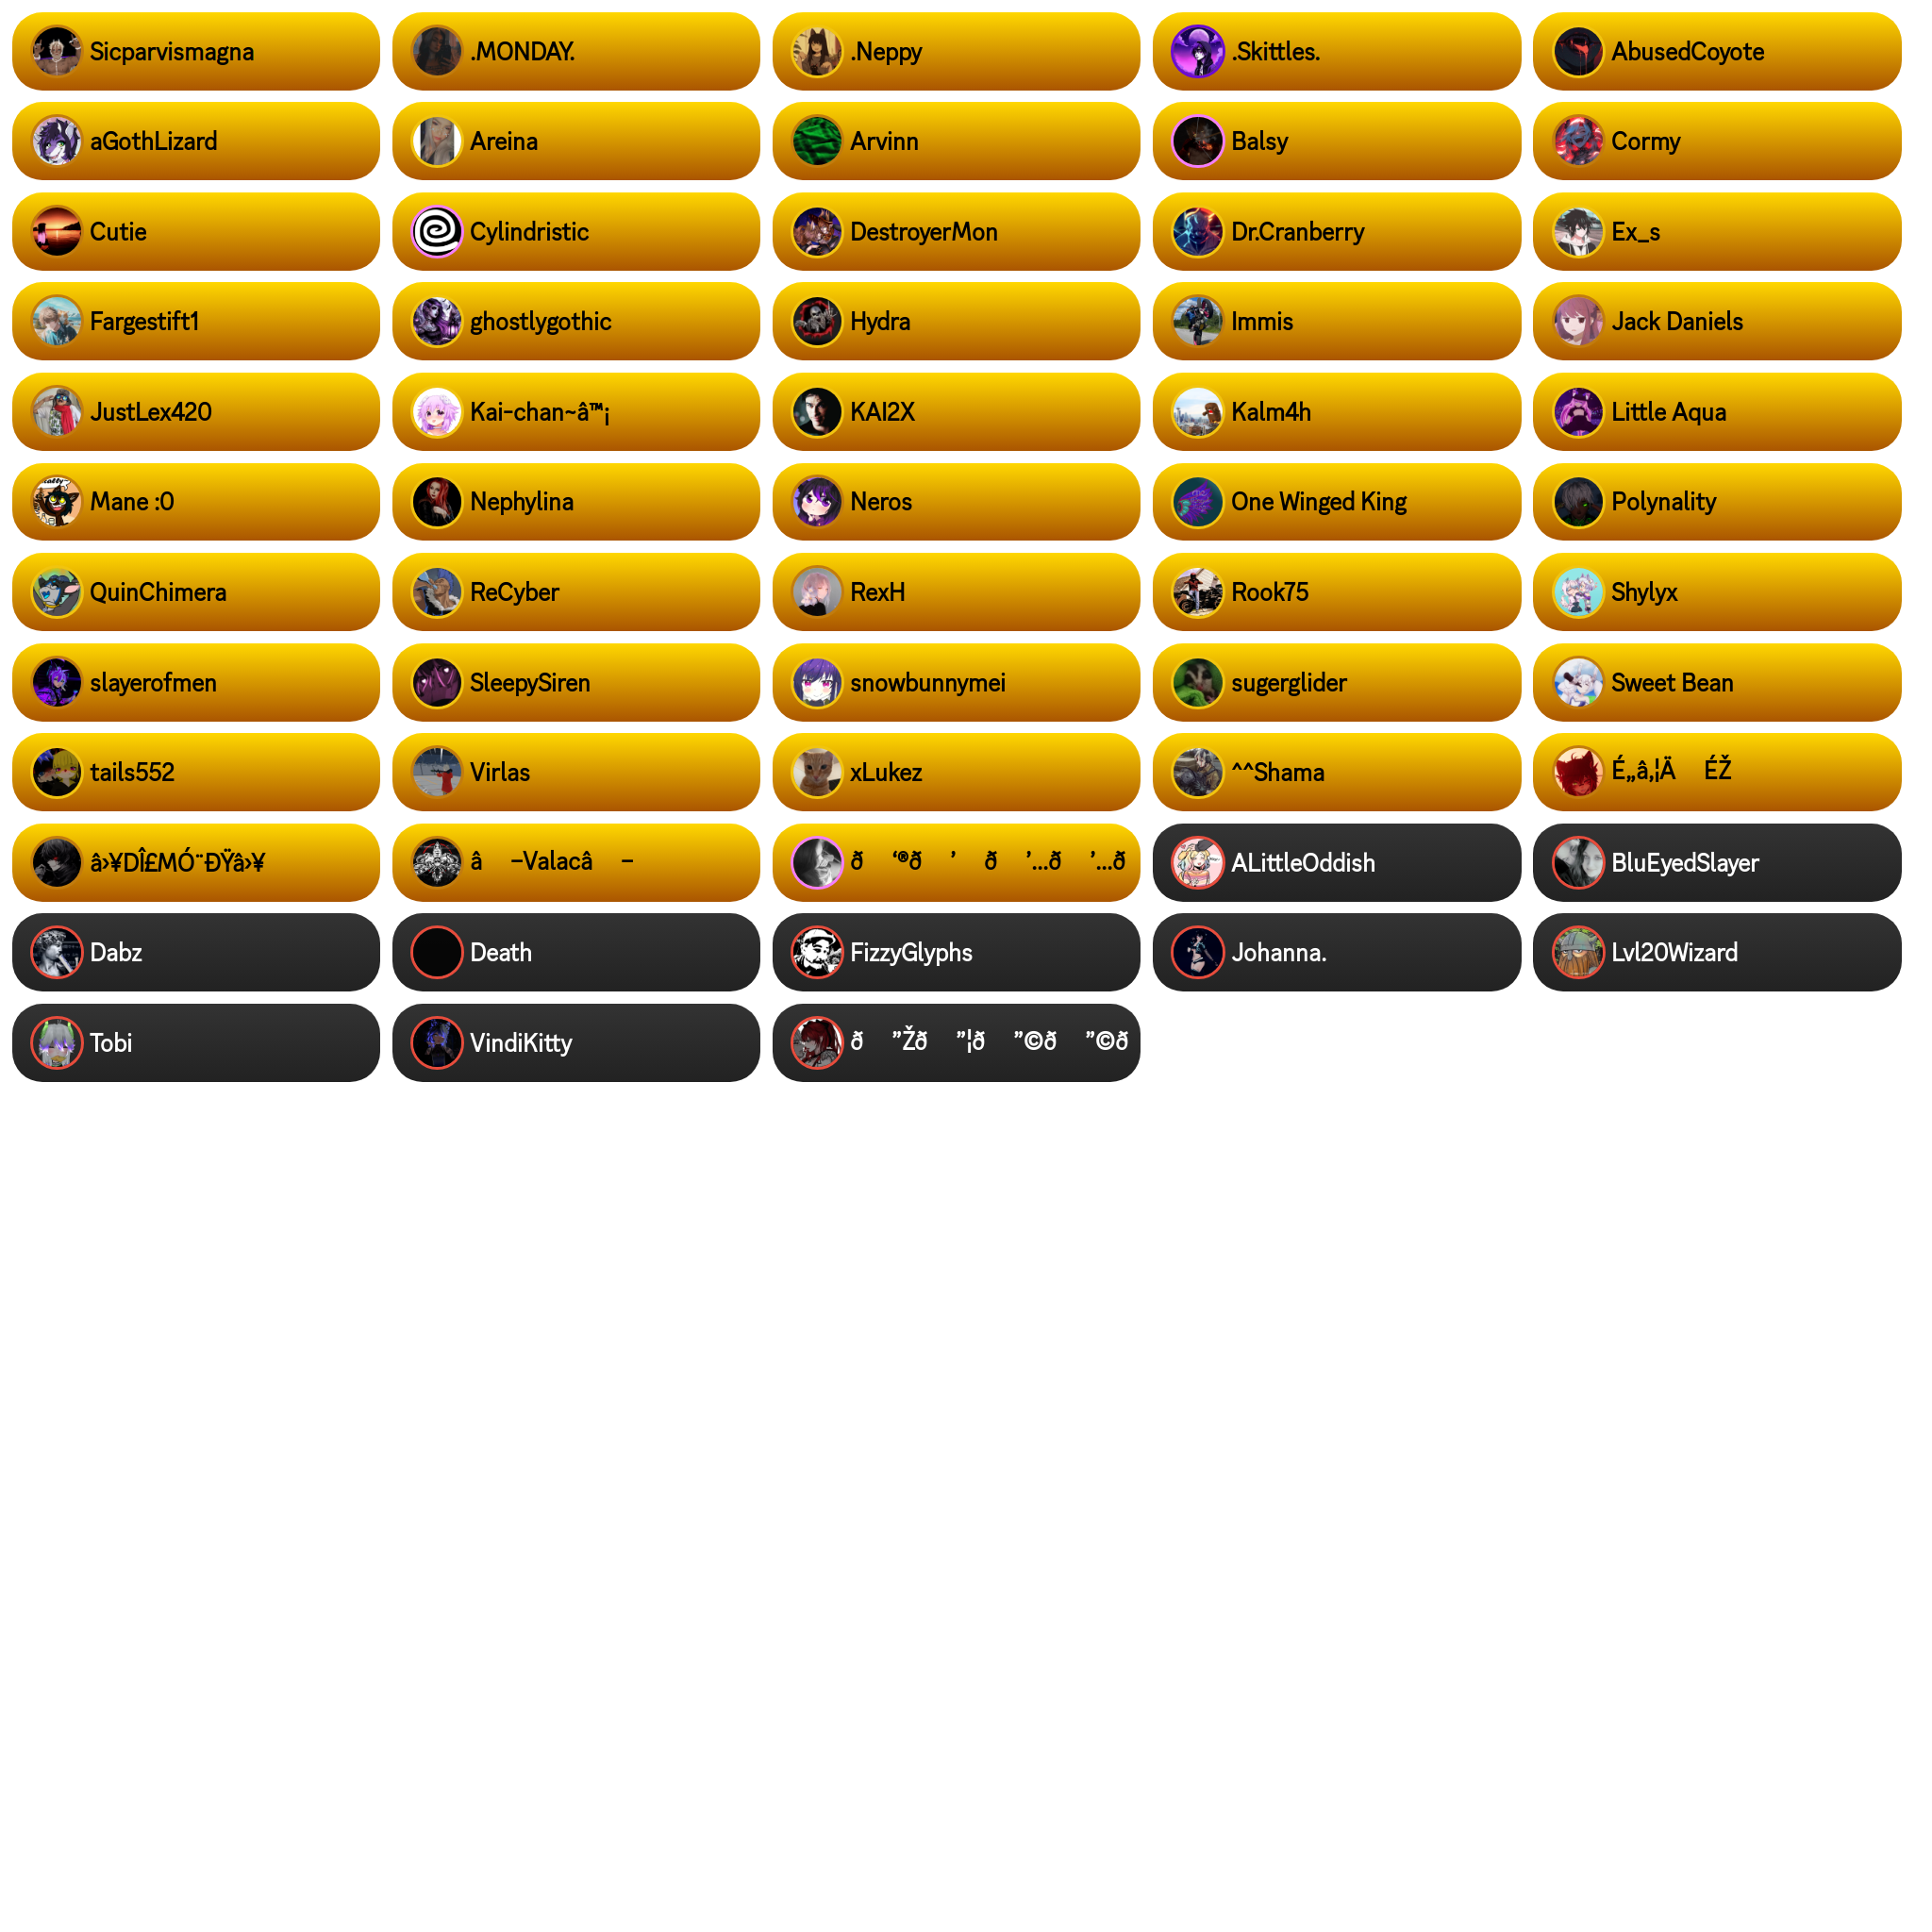 Sicparvismagna
.MONDAY.
.Neppy
.Skittles.
AbusedCoyote
aGothLizard
Areina
Arvinn
Balsy
Cormy
Cutie
Cylindristic
DestroyerMon
Dr.Cranberry
Ex_s
Fargestift1
ghostlygothic
Hydra
Immis
Jack Daniels
JustLex420
Kai-chan~â™¡
KAI2X
Kalm4h
Little Aqua
Mane :0
Nephylina
Neros
One Winged King
Polynality
QuinChimera
ReCyber
RexH
Rook75
Shylyx
slayerofmen
SleepySiren
snowbunnymei
sugerglider
Sweet Bean
tails552
Virlas
xLukez
^^Shama
É„â‚¦Ä ÉŽ
â›¥DÎ£MÓ¨ÐŸâ›¥
â –Valacâ –
ð ‘®ð ’ ð ’…ð ’…ð
ALittleOddish
BluEyedSlayer
Dabz
Death
FizzyGlyphs
Johanna.
Lvl20Wizard
Tobi
VindiKitty
ð ”Žð ”¦ð ”©ð ”©ð